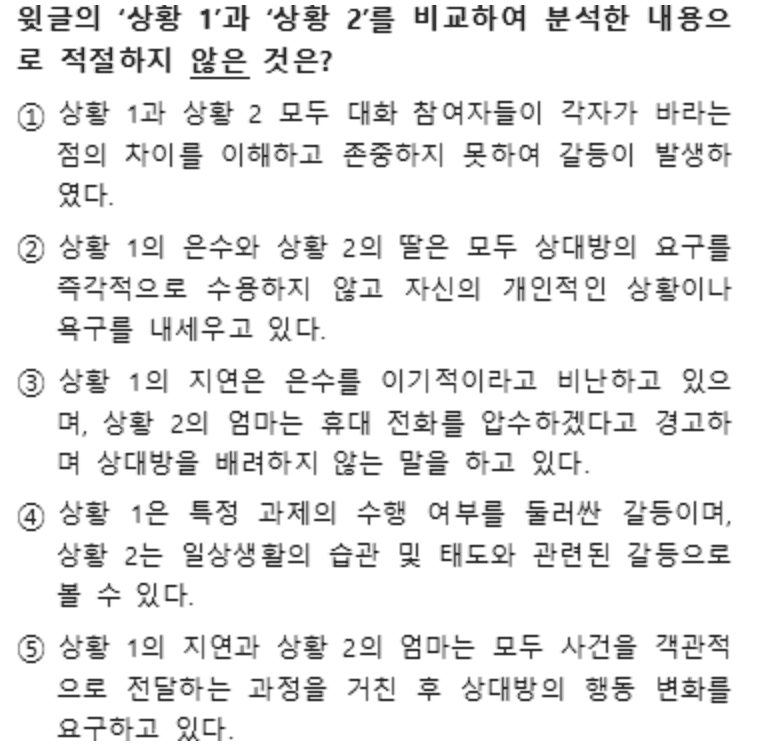 윗글의 ‘상황 1’과 ‘상황 2’를 비교하여 분석한 내용으
로 적절하지 않은 것은?
① 상황 1과 상황 2 모두 대화 참여자들이 각자가 바라는
점의 차이를 이해하고 존중하지 못하여 갈등이 발생하
였다.
② 상황 1의 은수와 상황 2의 딸은 모두 상대방의 요구를
즉각적으로 수용하지 않고 자신의 개인적인 상황이나
욕구를 내세우고 있다.
③ 상황 1의 지연은 은수를 이기적이라고 비난하고 있으
며, 상황 2의 엄마는 휴대 전화를 압수하겠다고 경고하
며 상대방을 배려하지 않는 말을 하고 있다.
④ 상황 1은 특정 과제의 수행 여부를 둘러싼 갈등이며,
상황 2는 일상생활의 습관 및 태도와 관련된 갈등으로
볼 수 있다.
⑤ 상황 1의 지연과 상황 2의 엄마는 모두 사건을 객관적
으로 전달하는 과정을 거친 후 상대방의 행동 변화를
요구하고 있다.